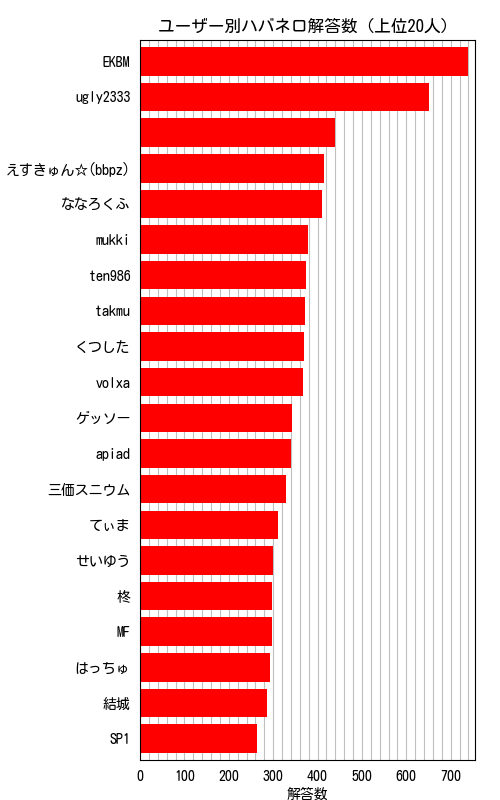 ユーザー別ハバネロ解答数 (上位20人)
EKBM
ugly2333
えすきゅん☆(bbpz)
ななろくふ
mukki
ten986
takmu
くつした
volxa
ゲッソー
apiad
三価スニウム
てぃま
せいゆう
柊
MF
はっちゅ
結城
SP1
0 100 200 300 400 500 600 700
解答数